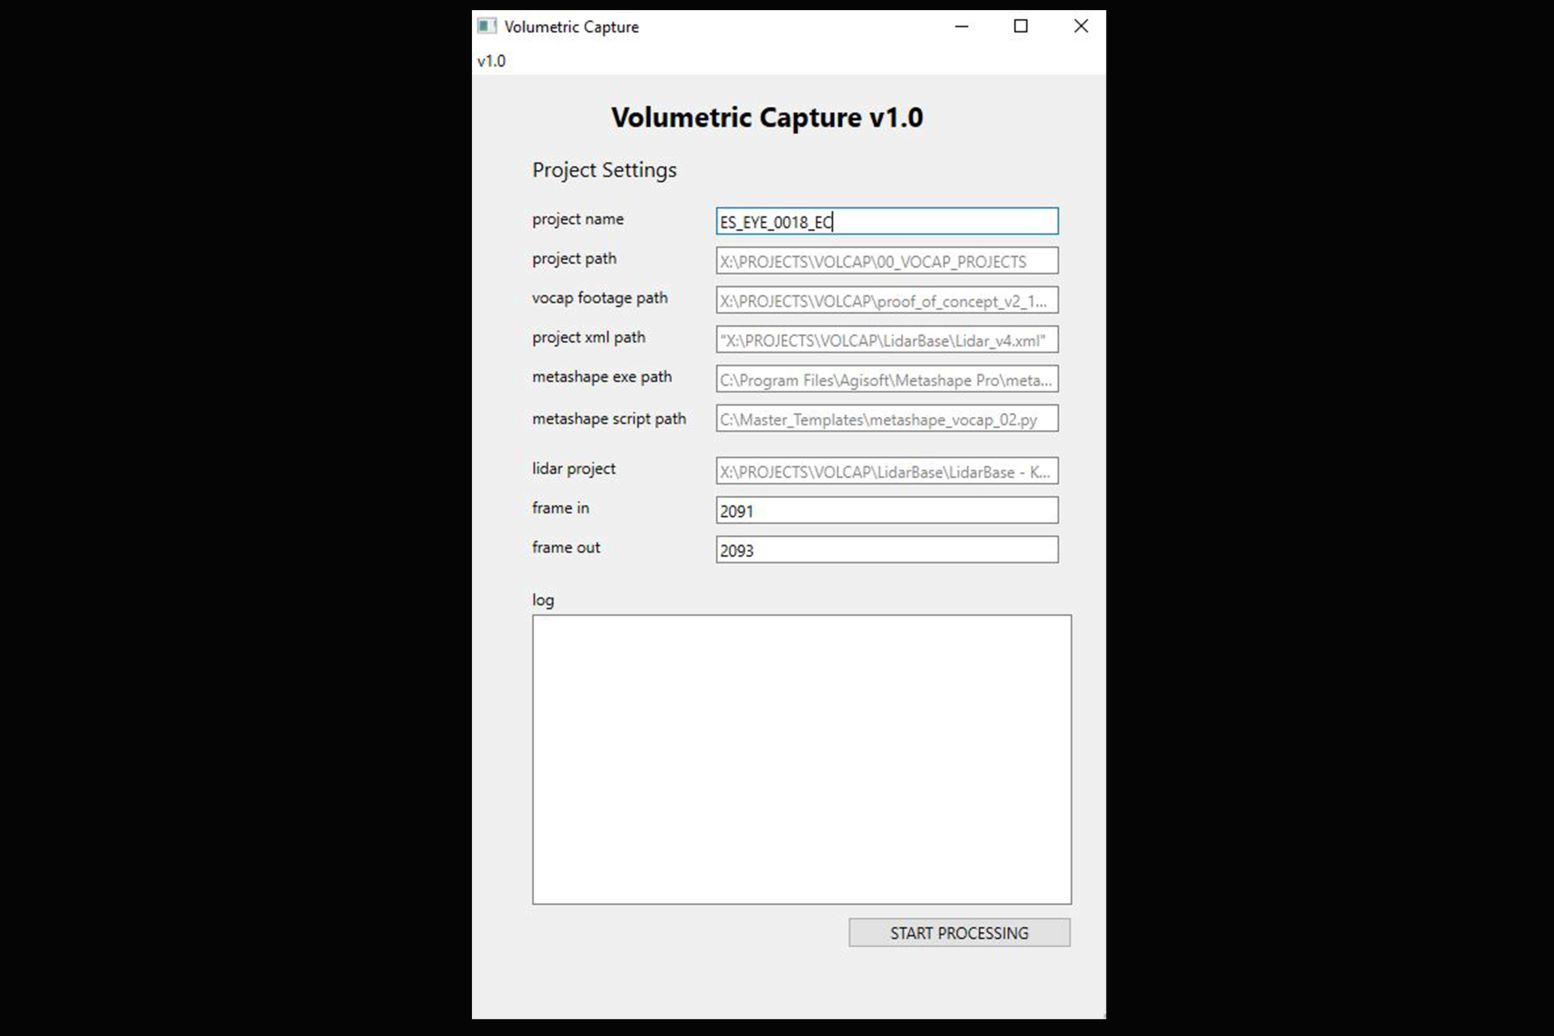 Volumetric Capture
v1.0
Volumetric Capture v1.0
Project Settings
project name ES_EYE_0018_EC
project path X:\PROJECTS\VOLCAP\00_VOCAP_PROJECTS
vocap footage path X:\PROJECTS\VOLCAP\proof_of_concept_v2_1...
project xml path "X:\PROJECTS\VOLCAP\LidarBase\Lidar_v4.xml"
metashape exe path C:\Program Files\Agisoft\Metashape Pro\meta...
metashape script path C:\Master_Templates\metashape_vocap_02.py
lidar project X:\PROJECTS\VOLCAP\LidarBase\LidarBase - K...
frame in 2091
frame out 2093
log
START PROCESSING